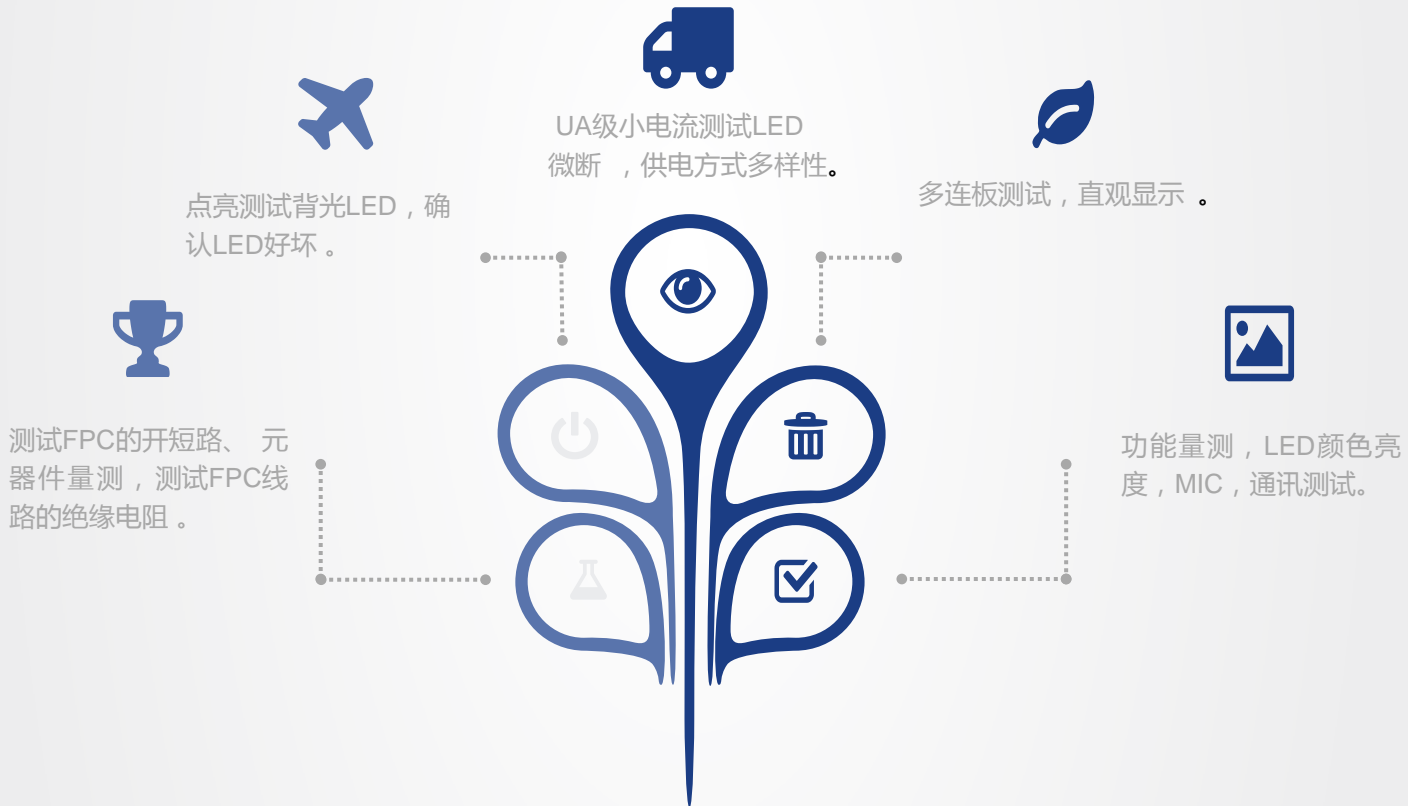 UA级小电流测试LED
微断 ，供电方式多样性。
点亮测试背光LED，确
认LED好坏 。
多连板测试，直观显示 。
测试FPC的开短路、 元
器件量测，测试FPC线
路的绝缘电阻 。
功能量测，LED颜色亮
度，MIC，通讯测试。